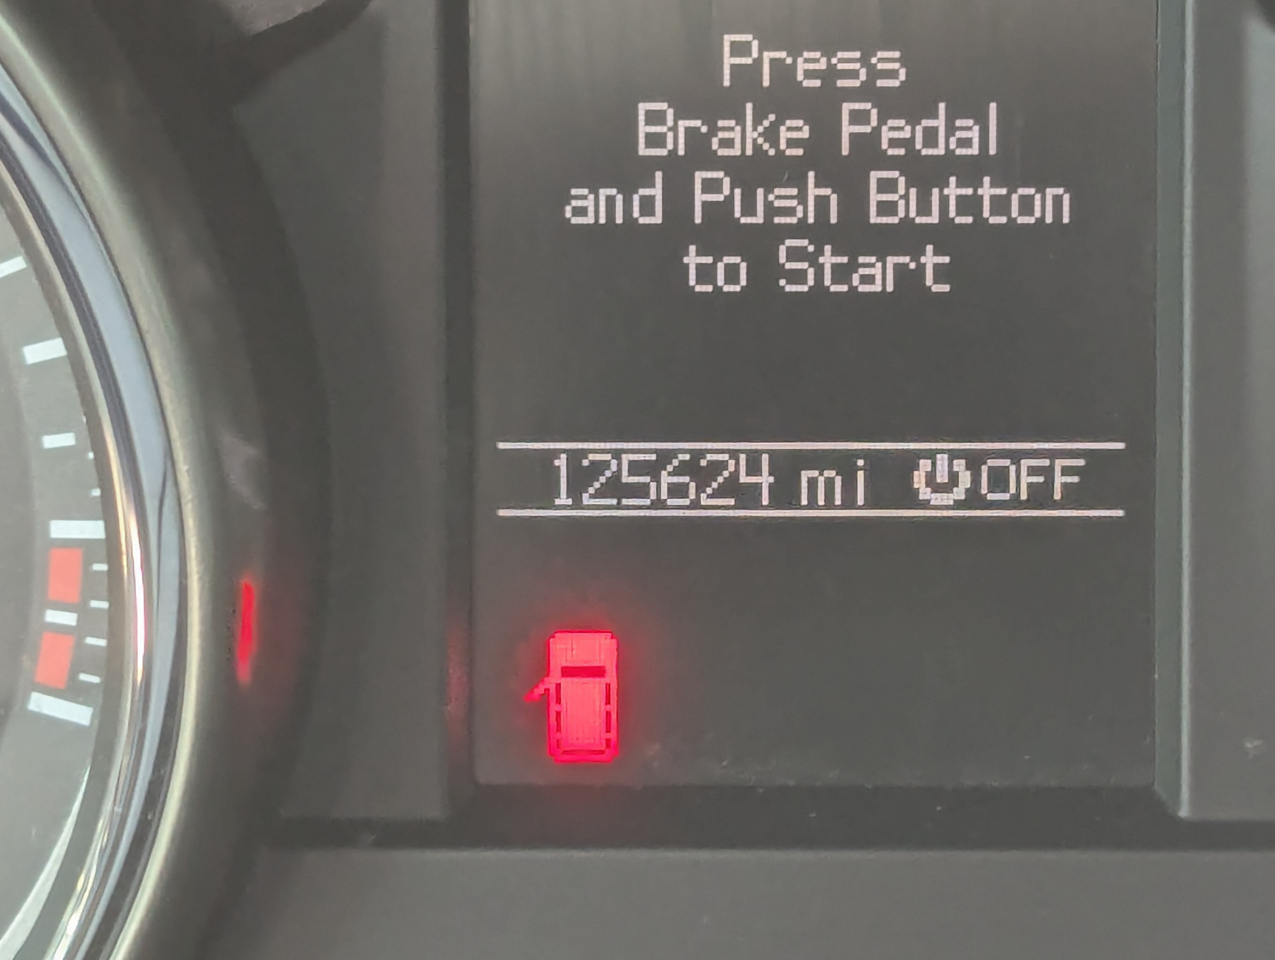 Press
Brake Pedal
and Push Button
to Start
125624 mi OFF